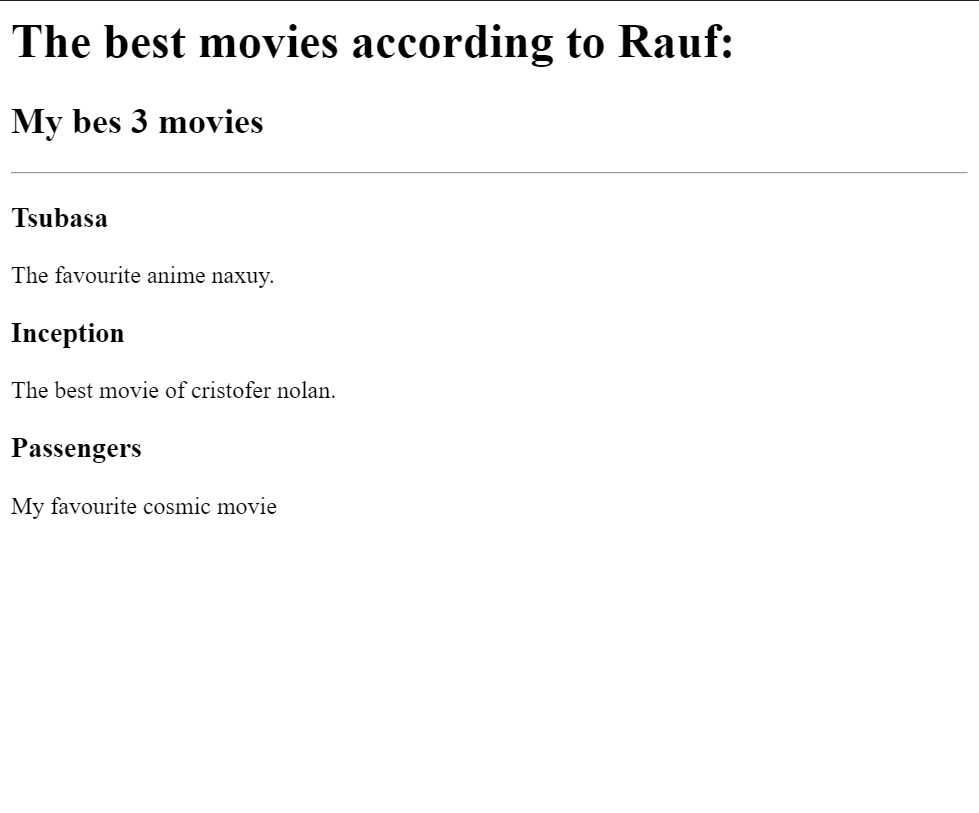 The best movies according to Rauf:
My bes 3 movies
Tsubasa
The favourite anime naxuy.
Inception
The best movie of cristofer nolan.
Passengers
My favourite cosmic movie